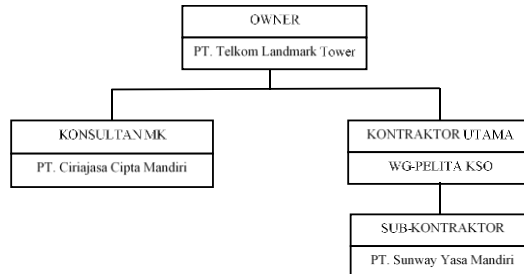 OWNER
PT. Telkom Landmark Tower
KONSULTAN MK
PT. Ciriajasa Cipta Mandiri
KONTRAKTOR UTAMA
WG-PELITA KSO
SUB-KONTRAKTOR
PT. Sunway Yasa Mandiri